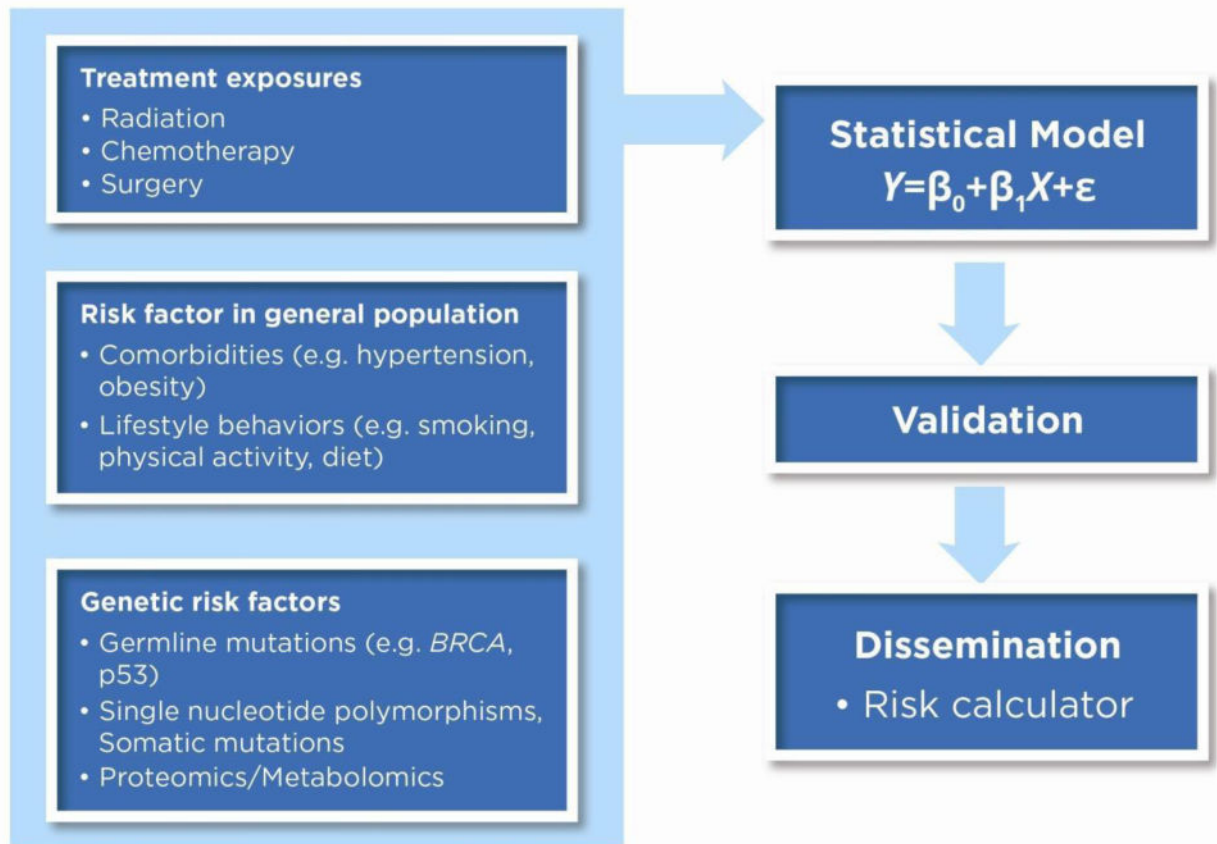 Treatment exposures
• Radiation
• Chemotherapy
• Surgery
Risk factor in general population
• Comorbidities (e.g. hypertension,
obesity)
• Lifestyle behaviors (e.g. smoking,
physical activity, diet)
Genetic risk factors
• Germline mutations (e.g. BRCA,
p53)
• Single nucleotide polymorphisms,
Somatic mutations
• Proteomics/Metabolomics
Statistical Model
Y=β₀+β₁X+ε
Validation
Dissemination
• Risk calculator